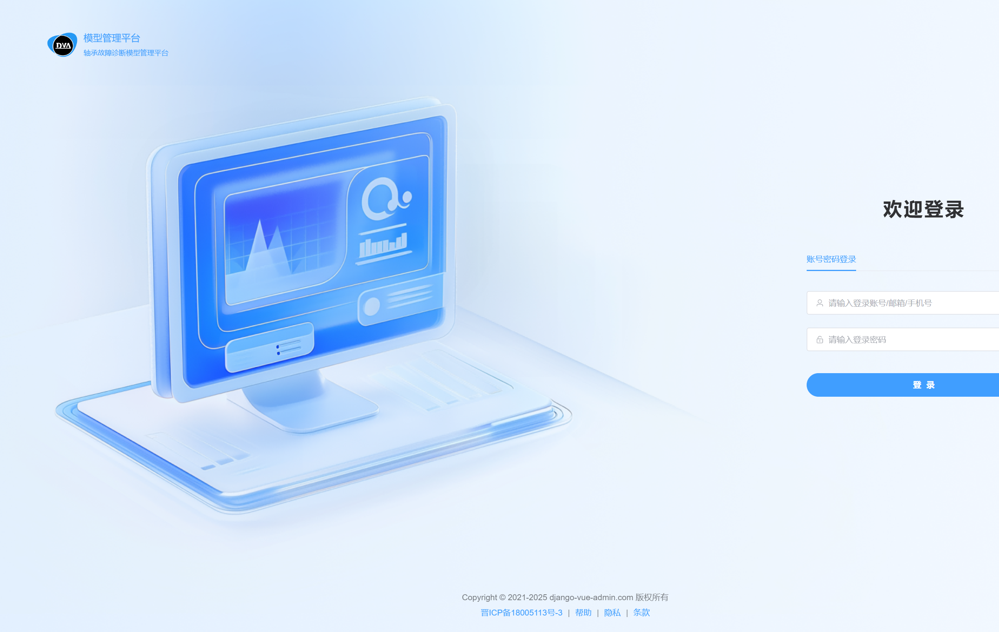 DVA
模型管理平台
轴承故障诊断模型管理平台
欢迎登录
账号密码登录
请输入登录账号/邮箱/手机号
请输入登录密码
登 录
Copyright © 2021-2025 django-vue-admin.com 版权所有
晋ICP备18005113号-3 | 帮助 | 隐私 | 条款